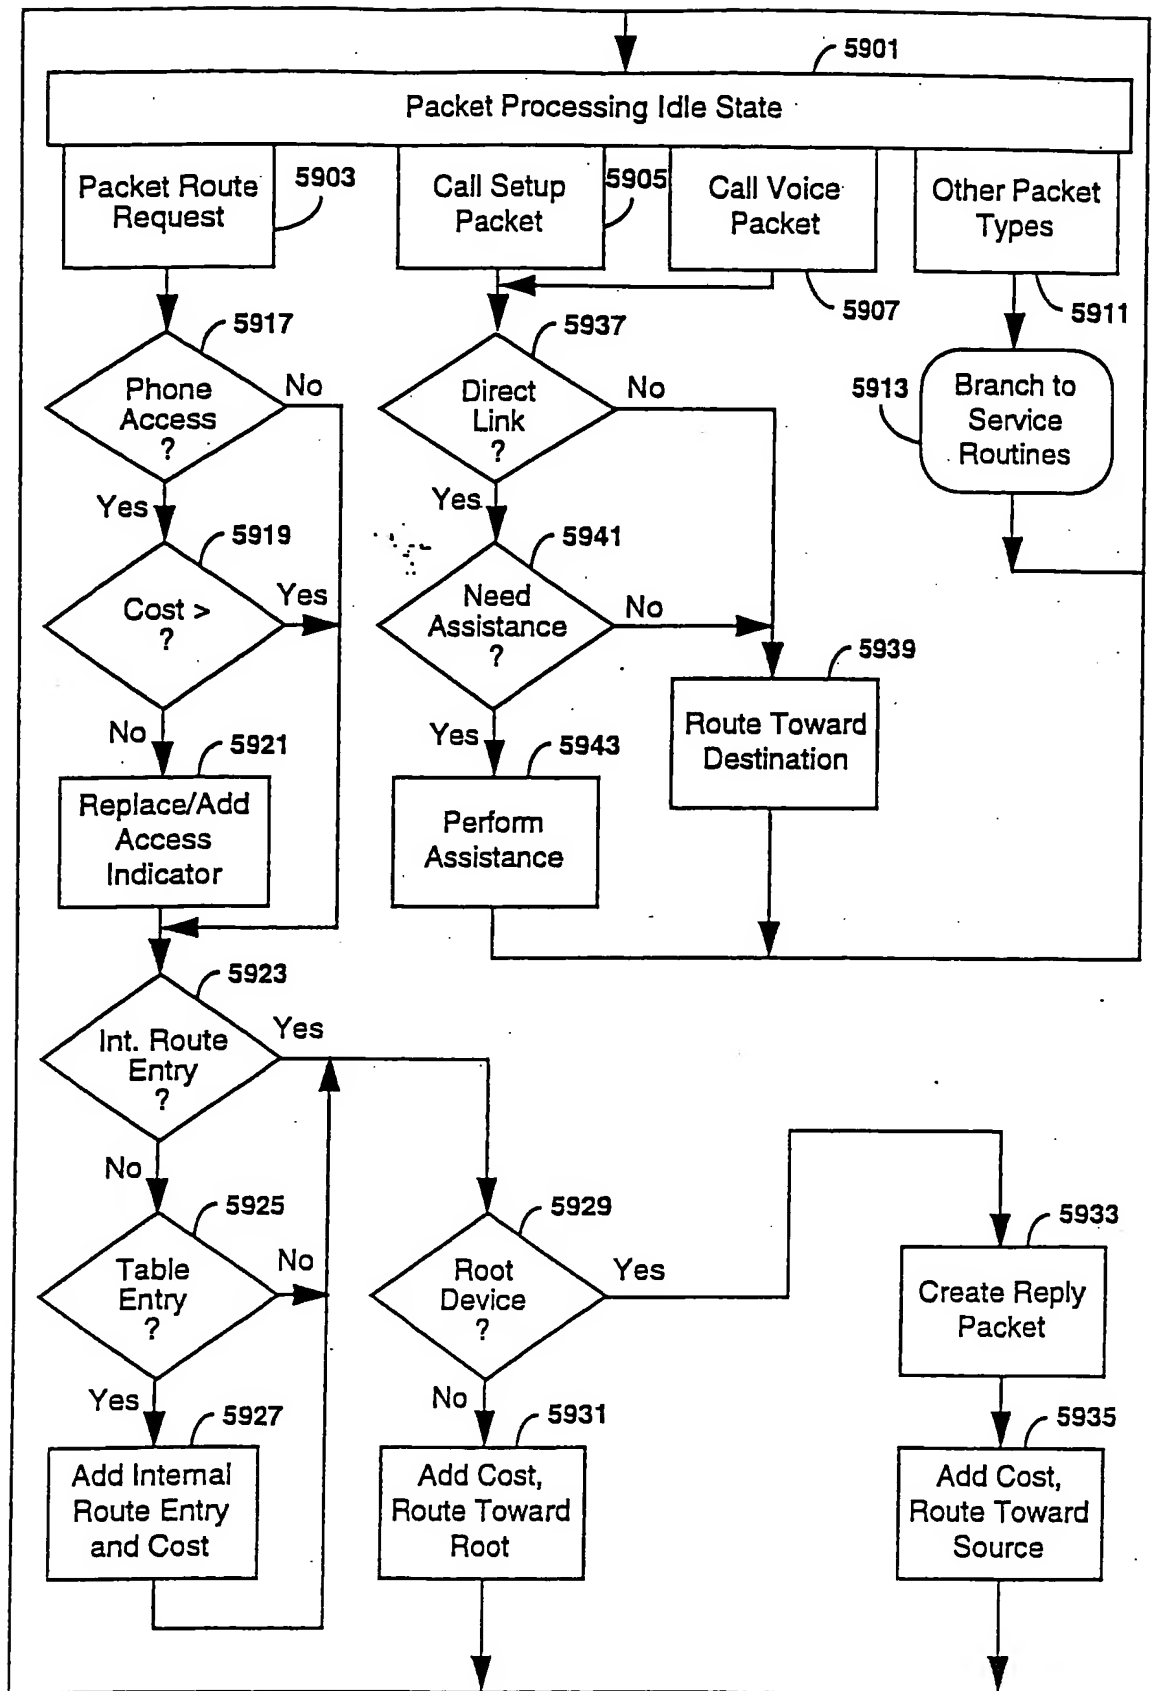 5901
Packet Processing Idle State
Packet Route
Request
5903
Call Setup
Packet
5905
Call Voice
Packet
5907
Other Packet
Types
5911
5917
Phone
Access
?
No
Yes
5937
Direct
Link
?
No
Yes
5913
Branch to
Service
Routines
5919
Cost >
?
Yes
No
5941
Need
Assistance
?
No
Yes
5939
Route Toward
Destination
5921
Replace/Add
Access
Indicator
5943
Perform
Assistance
5923
Int. Route
Entry
?
Yes
No
5925
Table
Entry
?
No
Yes
5929
Root
Device
?
Yes
No
5933
Create Reply
Packet
5927
Add Internal
Route Entry
and Cost
5931
Add Cost,
Route Toward
Root
5935
Add Cost,
Route Toward
Source